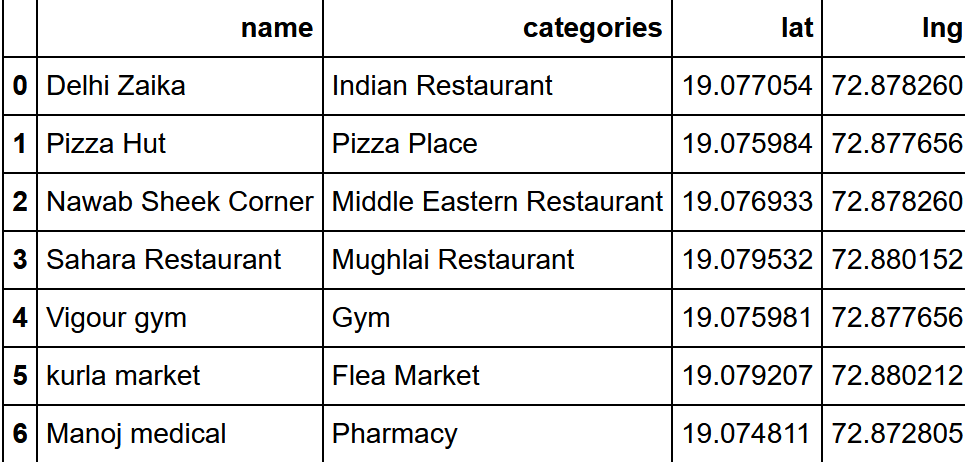 name categories lat lng
0 Delhi Zaika Indian Restaurant 19.077054 72.878260
1 Pizza Hut Pizza Place 19.075984 72.877656
2 Nawab Sheek Corner Middle Eastern Restaurant 19.076933 72.878260
3 Sahara Restaurant Mughlai Restaurant 19.079532 72.880152
4 Vigour gym Gym 19.075981 72.877656
5 kurla market Flea Market 19.079207 72.880212
6 Manoj medical Pharmacy 19.074811 72.872805